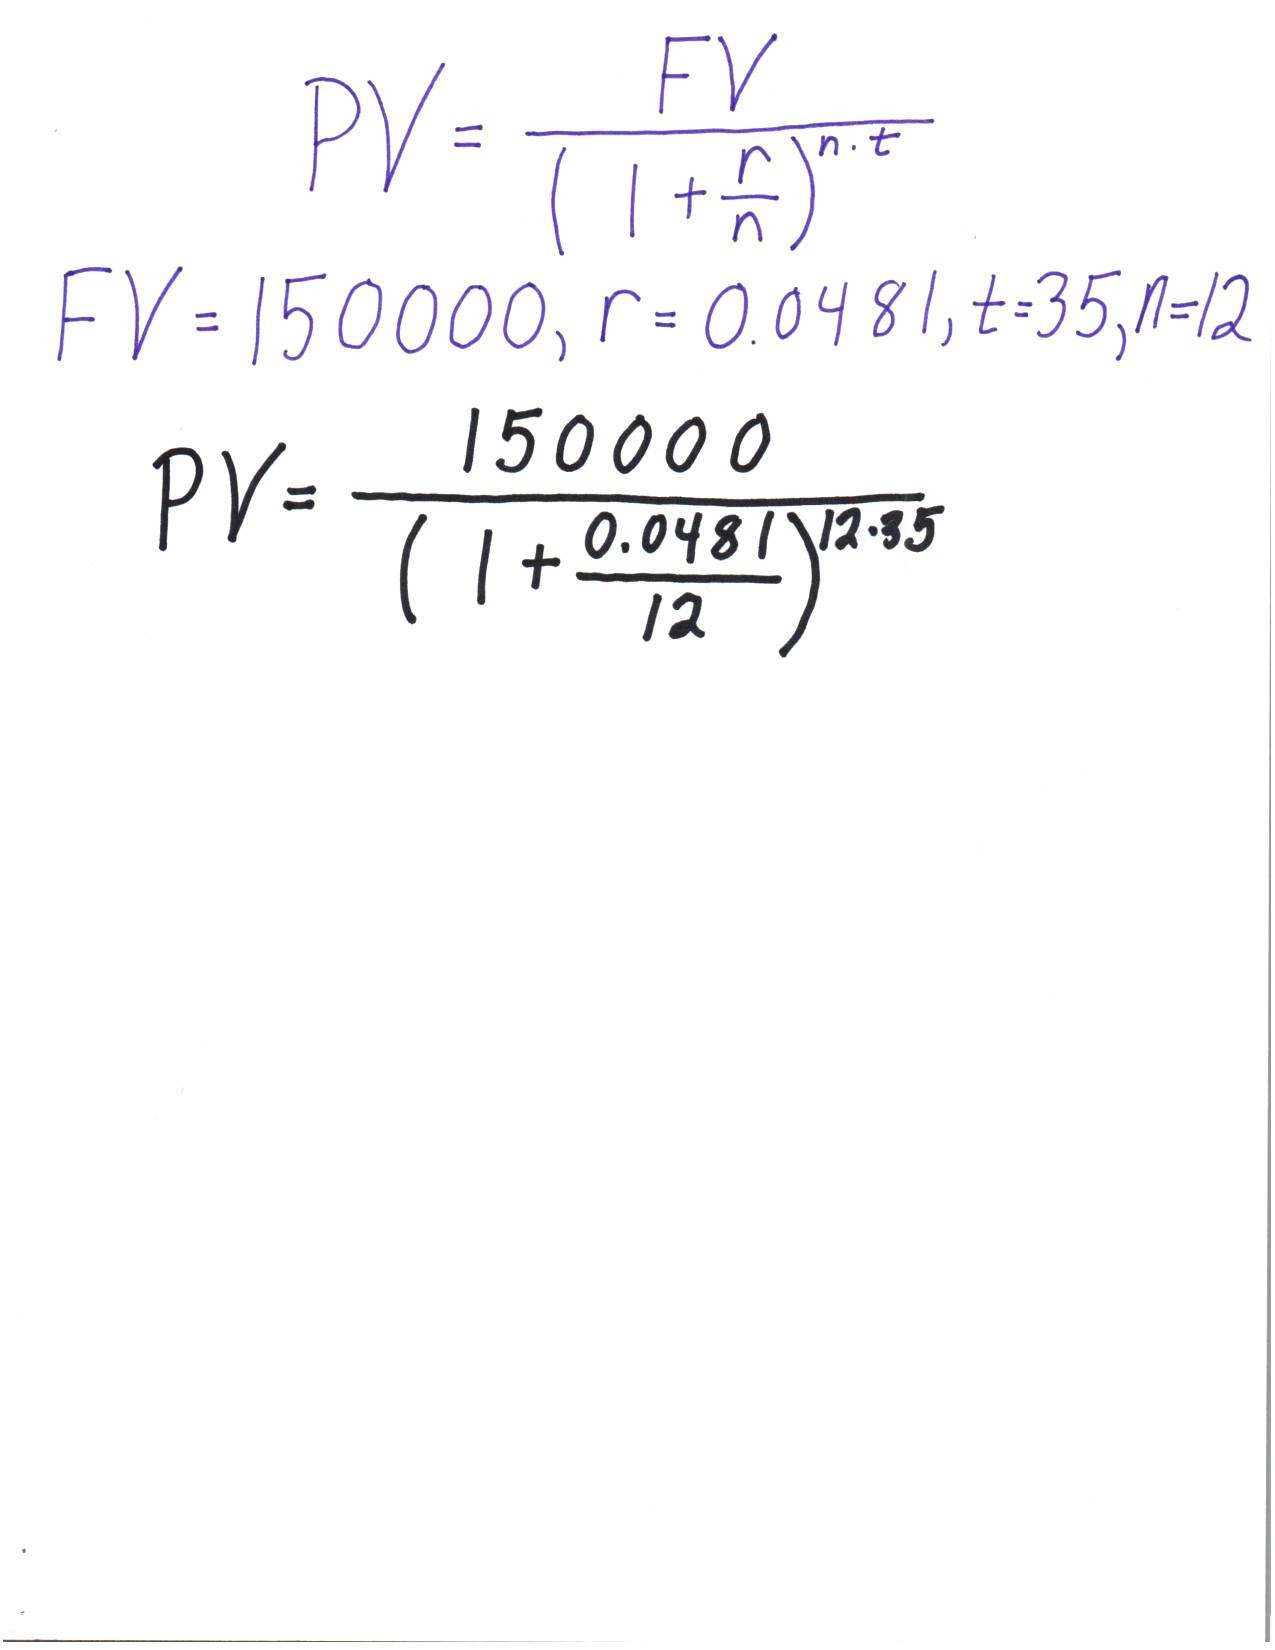 PV = FV / (1 + r/n)^n·t
FV = 150000, r = 0.0481, t=35, n=12
PV = 150000 / (1 + 0.0481/12)^12·35